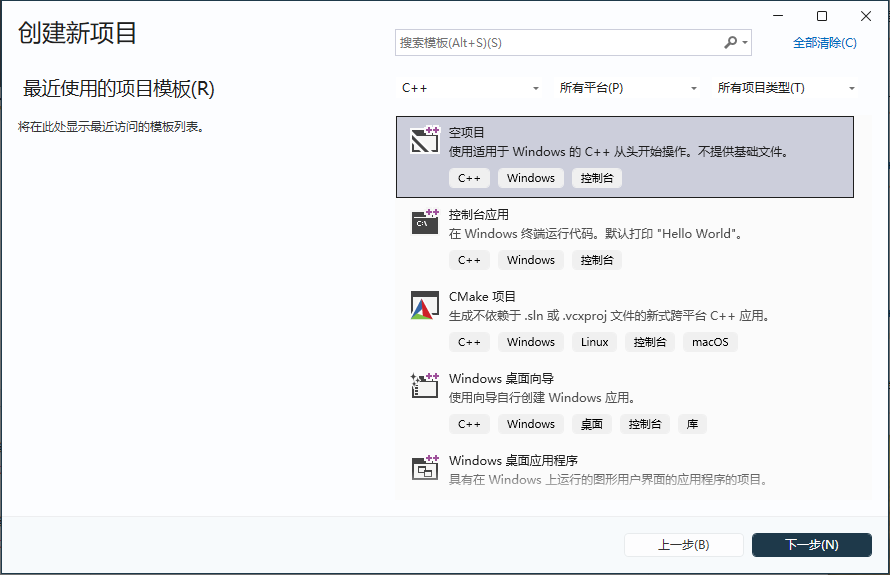 创建新项目
搜索模板(Alt+S)(S)
全部清除(C)
最近使用的项目模板(R)
将在此处显示最近访问的模板列表。
C++
所有平台(P)
所有项目类型(T)
空项目
使用适用于 Windows 的 C++ 从头开始操作。不提供基础文件。
C++ Windows 控制台
控制台应用
在 Windows 终端运行代码。默认打印 "Hello World"。
C++ Windows 控制台
CMake 项目
生成不依赖于 .sln 或 .vcxproj 文件的新式跨平台 C++ 应用。
C++ Windows Linux 控制台 macOS
Windows 桌面向导
使用向导自行创建 Windows 应用。
C++ Windows 桌面 控制台 库
Windows 桌面应用程序
具有在 Windows 上运行的图形用户界面的应用程序的项目。
上一步(B)
下一步(N)